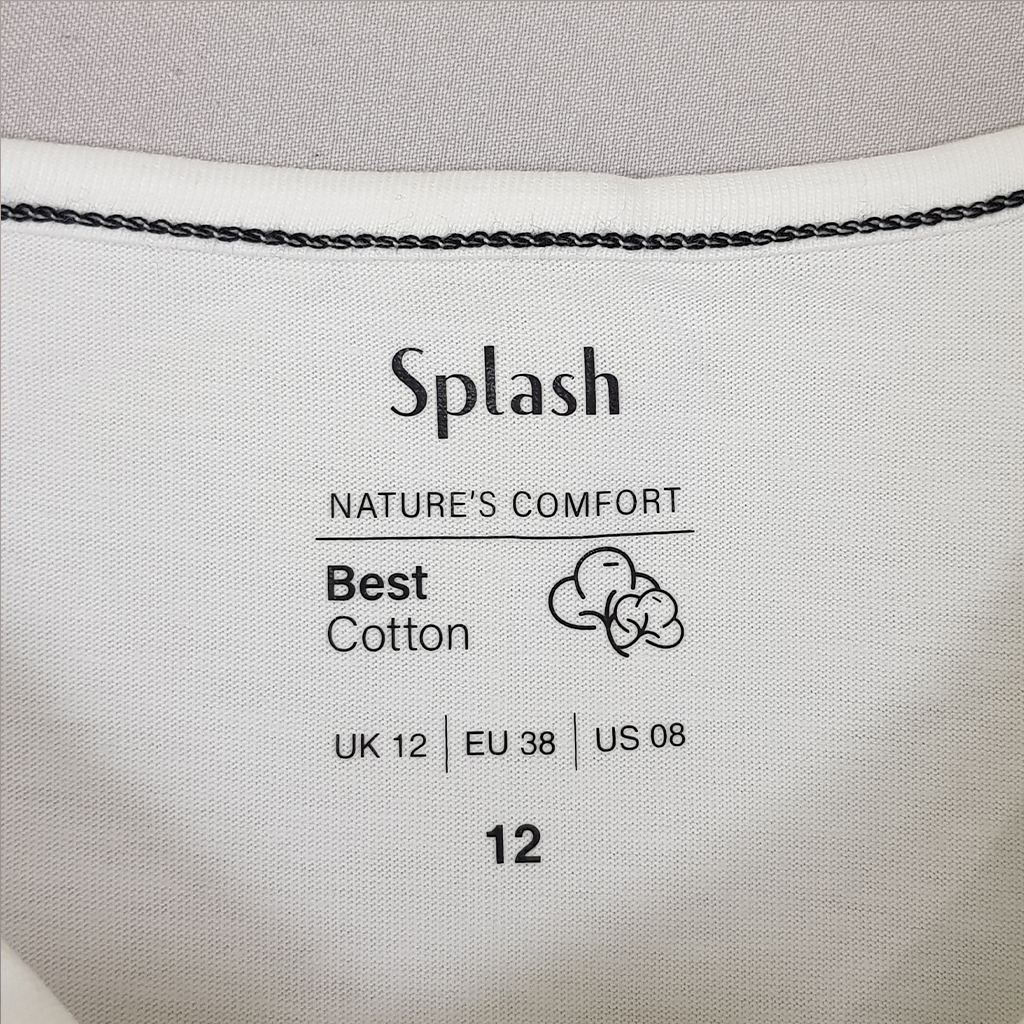 Splash
NATURE'S COMFORT
Best
Cotton
UK 12 | EU 38 | US 08
12